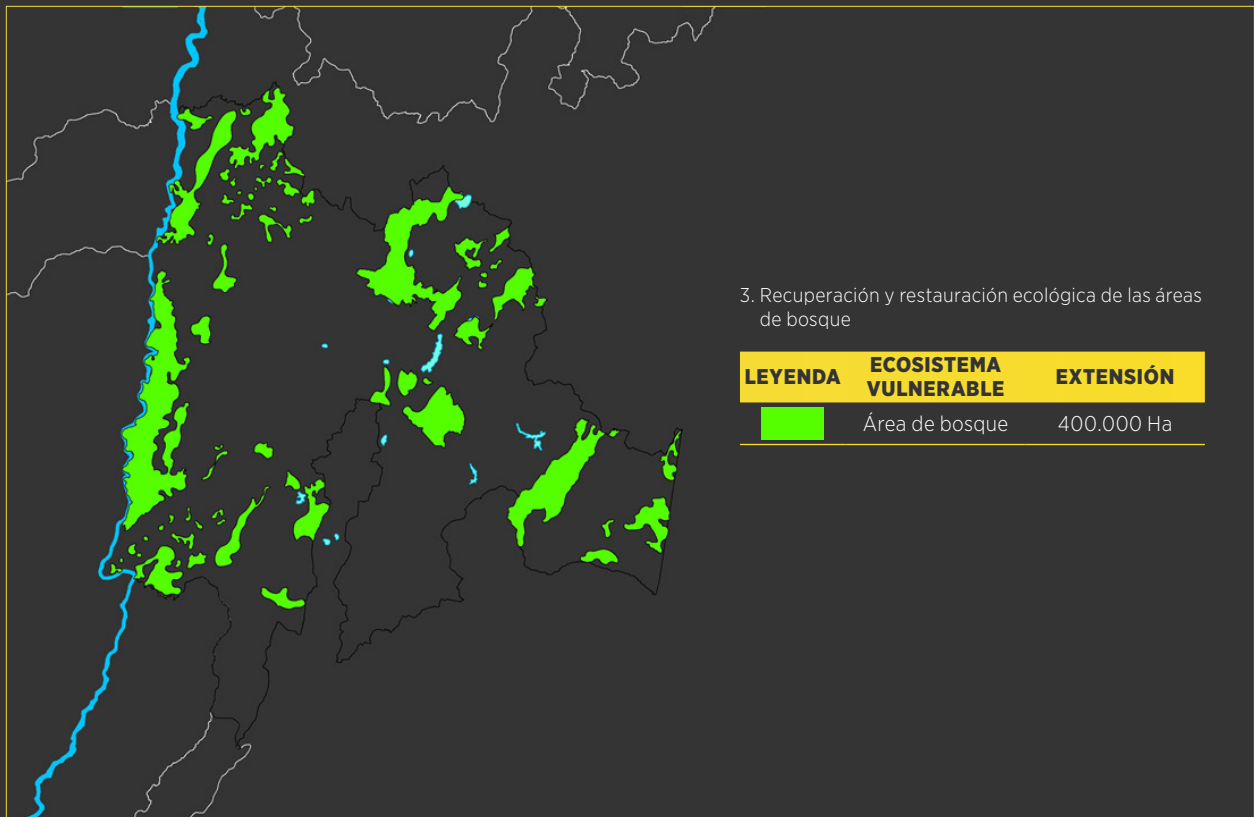 3. Recuperación y restauración ecológica de las áreas
de bosque
LEYENDA ECOSISTEMA VULNERABLE EXTENSIÓN
Área de bosque 400.000 Ha